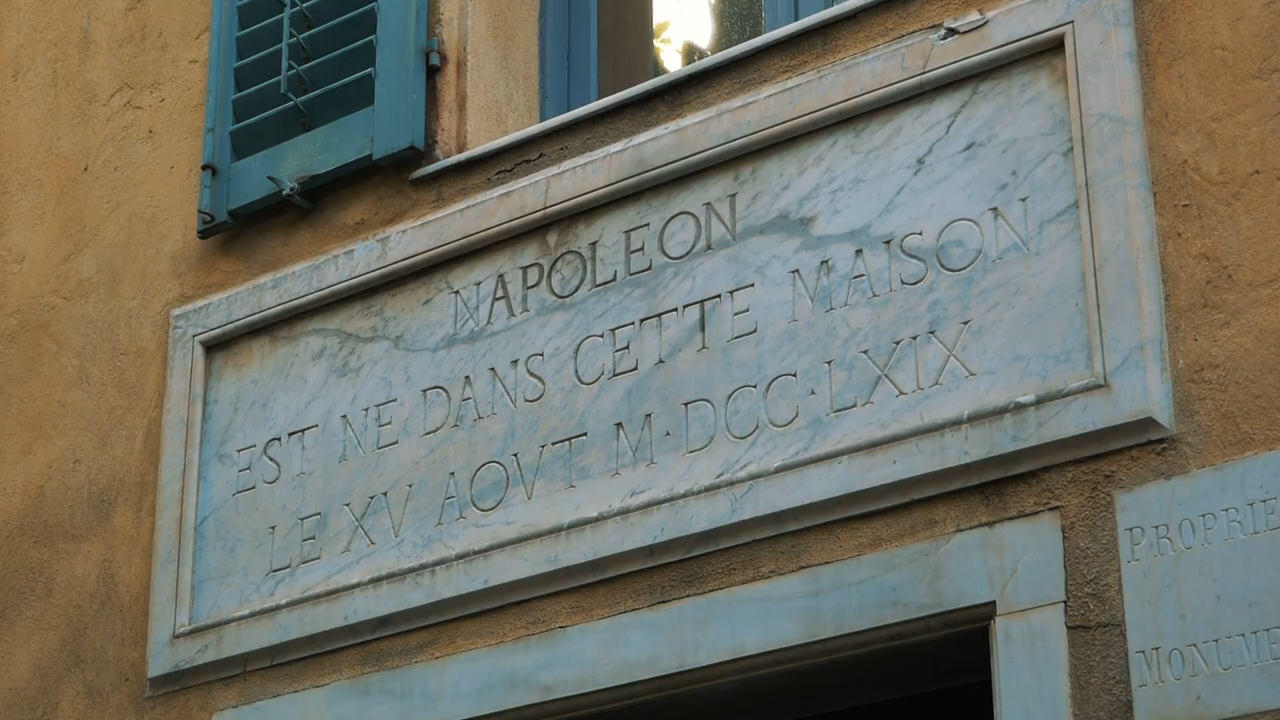 NAPOLEON
EST NE DANS CETTE MAISON
LE XV AOVT M·DCC·LXIX
PROPRIE
MONUME